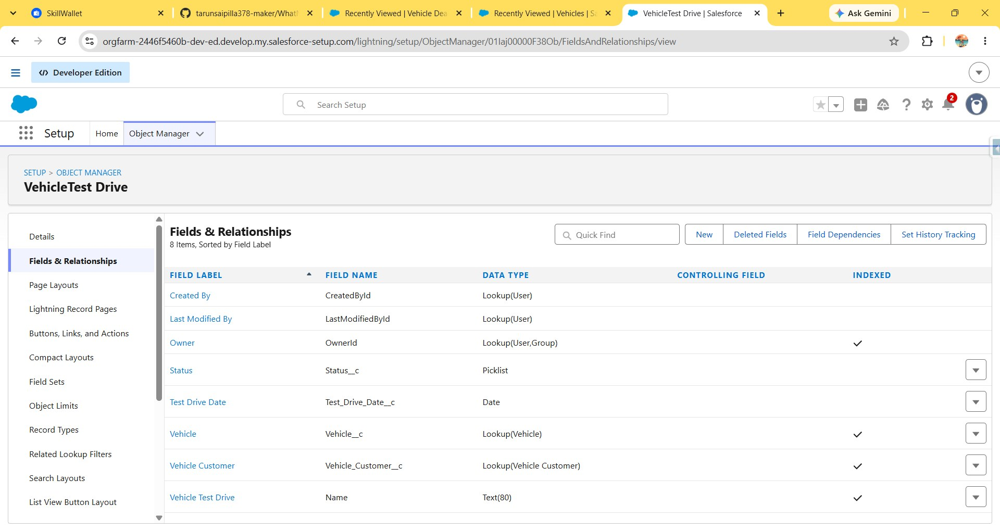 SkillWallet
tarunsaipilla378-maker/What
Recently Viewed | Vehicle Dea
Recently Viewed | Vehicles | Sa
VehicleTest Drive | Salesforce
Ask Gemini
orgfarm-2446f5460b-dev-ed.develop.my.salesforce-setup.com/lightning/setup/ObjectManager/01Iaj00000F38Ob/FieldsAndRelationships/view
Developer Edition
Search Setup
2
Setup
Home
Object Manager
SETUP > OBJECT MANAGER
VehicleTest Drive
Details
Fields & Relationships
Page Layouts
Lightning Record Pages
Buttons, Links, and Actions
Compact Layouts
Field Sets
Object Limits
Record Types
Related Lookup Filters
Search Layouts
List View Button Layout
Fields & Relationships
8 Items, Sorted by Field Label
Quick Find
New
Deleted Fields
Field Dependencies
Set History Tracking
FIELD LABEL FIELD NAME DATA TYPE CONTROLLING FIELD INDEXED
Created By CreatedById Lookup(User)
Last Modified By LastModifiedById Lookup(User)
Owner OwnerId Lookup(User,Group)
Status Status__c Picklist
Test Drive Date Test_Drive_Date__c Date
Vehicle Vehicle__c Lookup(Vehicle)
Vehicle Customer Vehicle_Customer__c Lookup(Vehicle Customer)
Vehicle Test Drive Name Text(80)